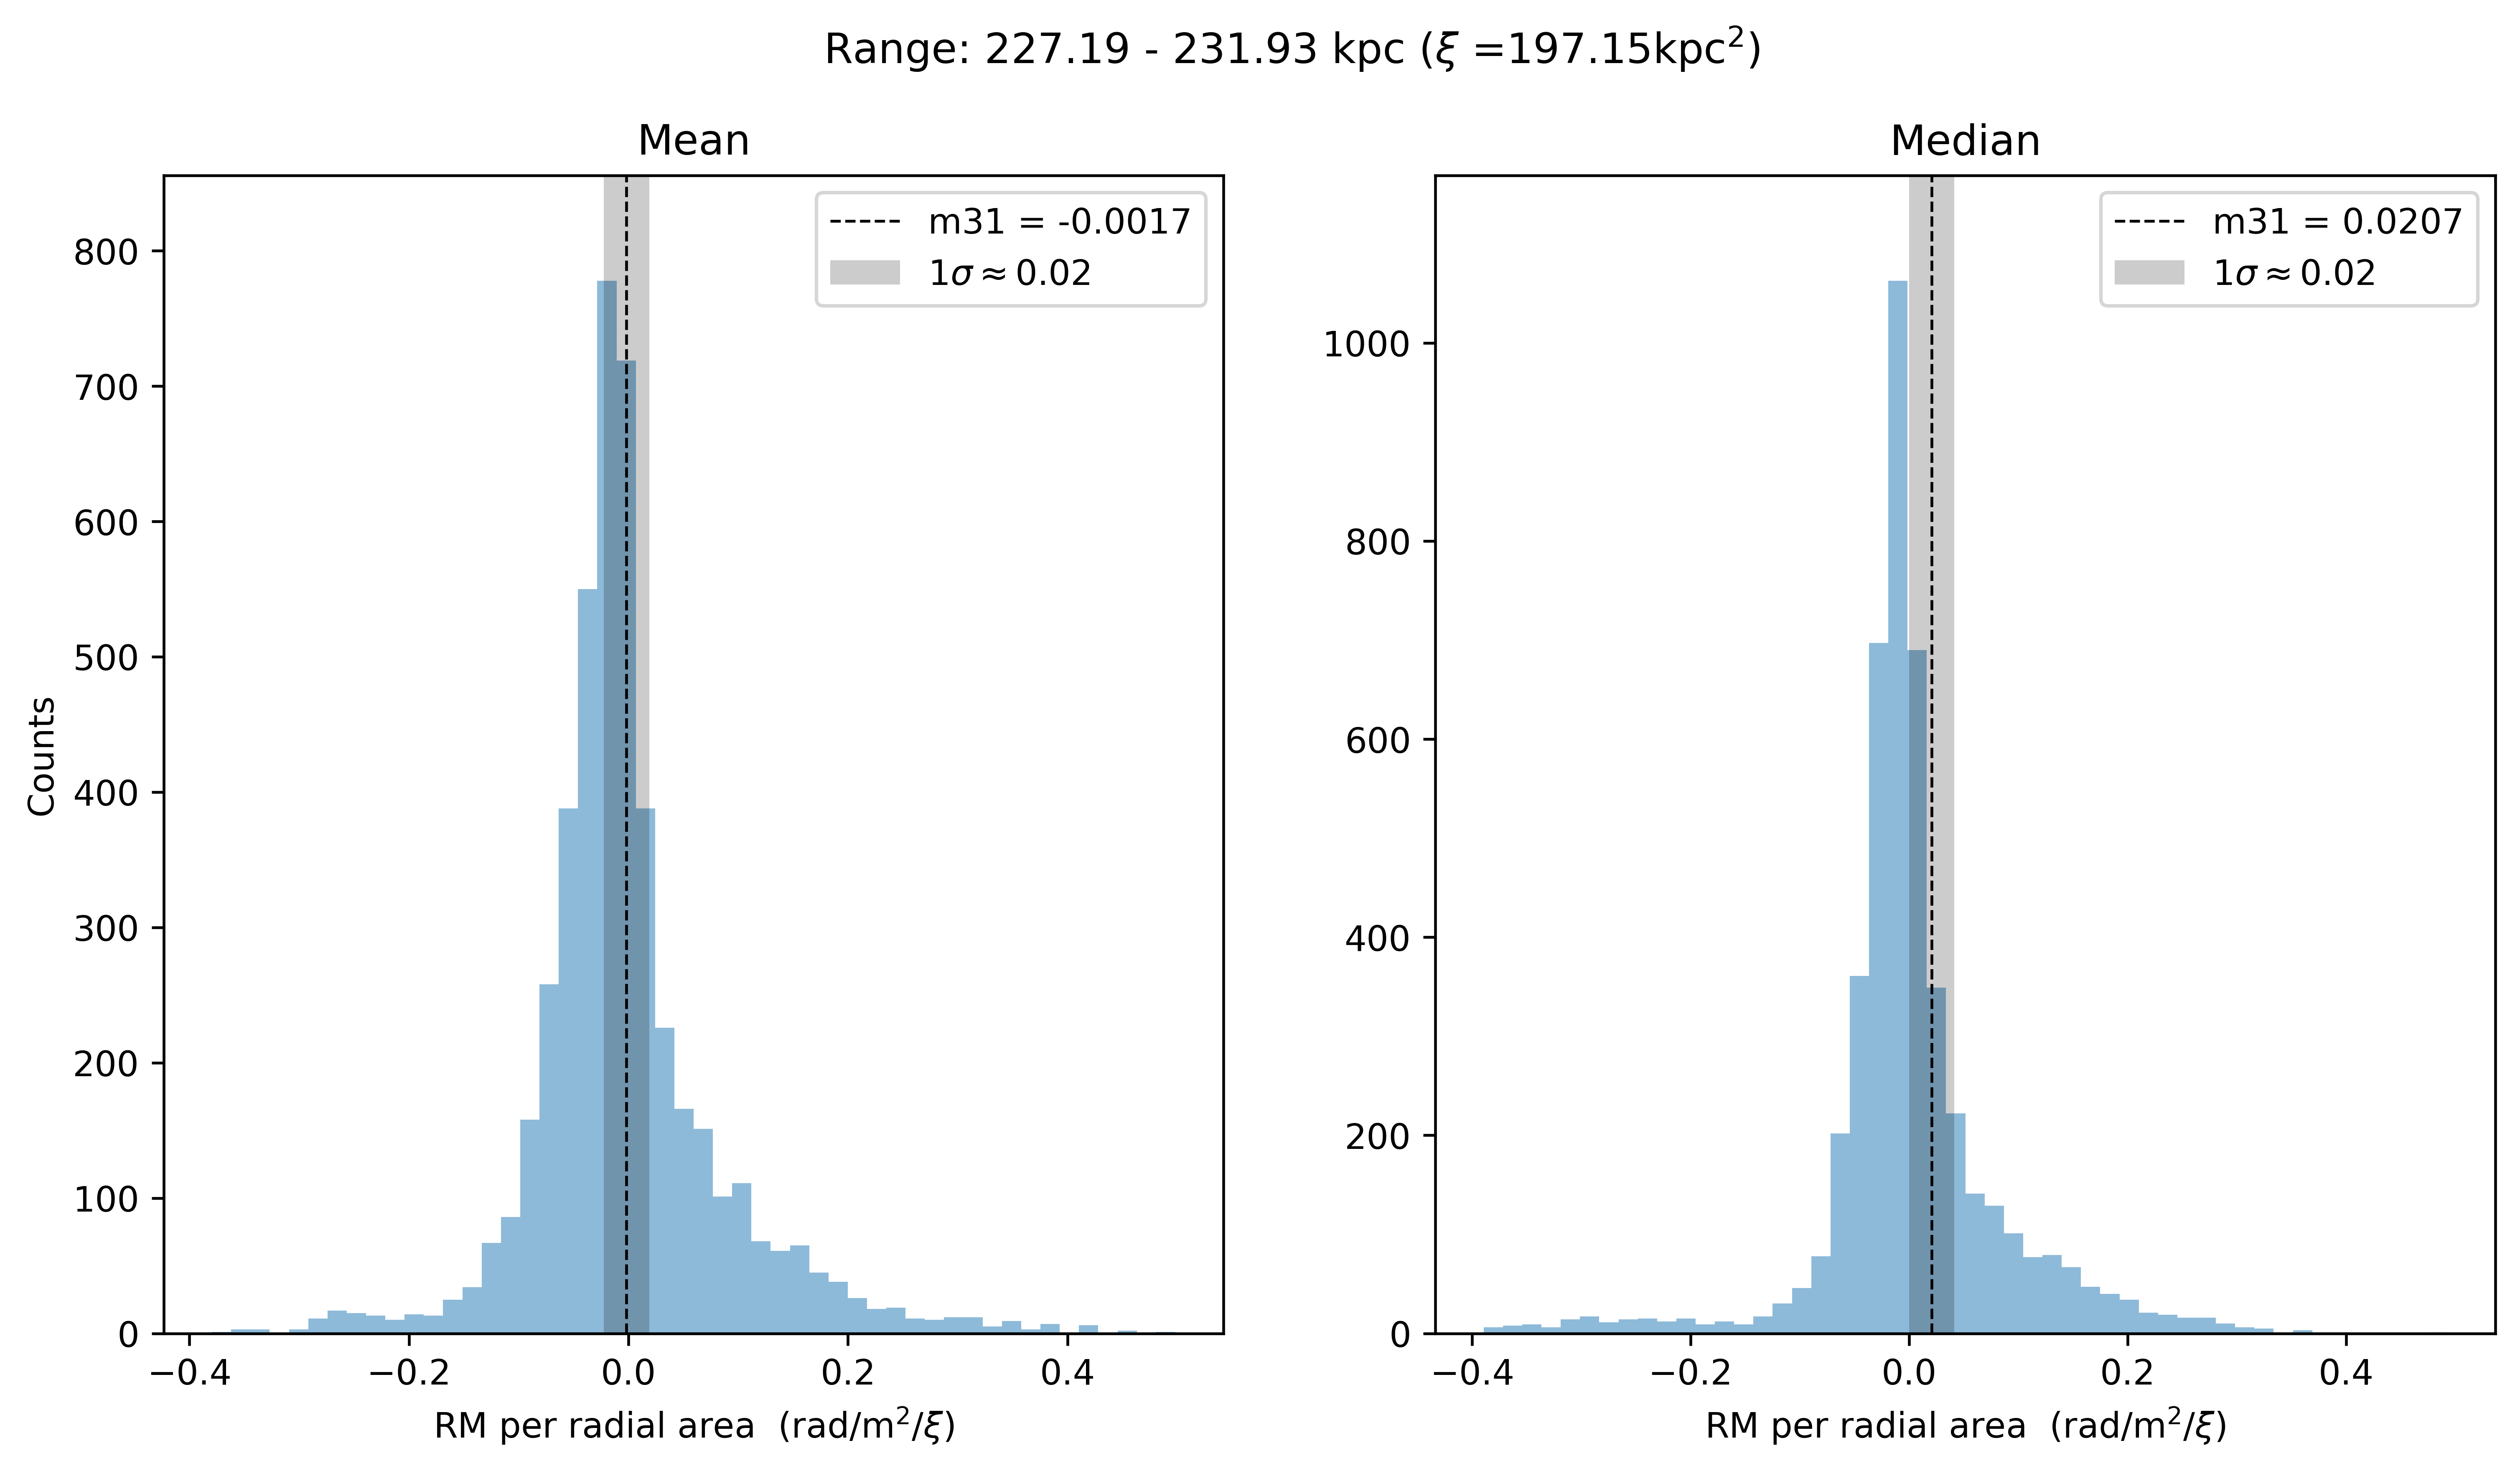 Range: 227.19 - 231.93 kpc (ξ =197.15kpc²)
Mean
m31 = -0.0017
1σ≈0.02
800
700
600
500
400
300
200
100
0
Counts
−0.4 −0.2 0.0 0.2 0.4
RM per radial area (rad/m²/ξ)
Median
m31 = 0.0207
1σ≈0.02
1000
800
600
400
200
0
−0.4 −0.2 0.0 0.2 0.4
RM per radial area (rad/m²/ξ)